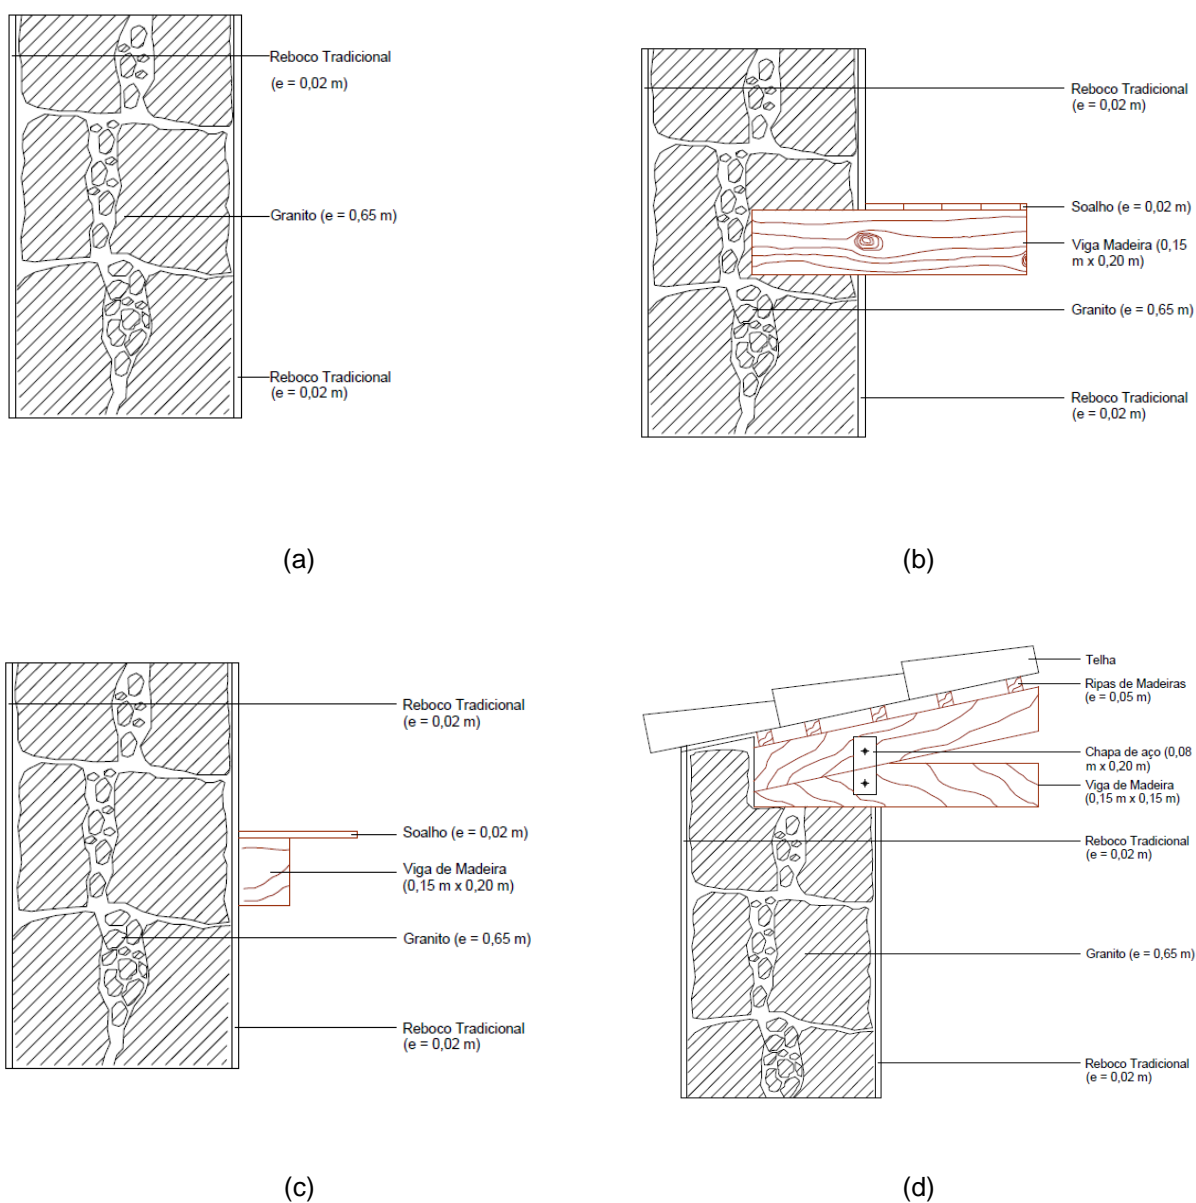 Reboco Tradicional
(e = 0,02 m)
Granito (e = 0,65 m)
Reboco Tradicional
(e = 0,02 m)
(a)
Reboco Tradicional
(e = 0,02 m)
Soalho (e = 0,02 m)
Viga Madeira (0,15
m x 0,20 m)
Granito (e = 0,65 m)
Reboco Tradicional
(e = 0,02 m)
(b)
Reboco Tradicional
(e = 0,02 m)
Soalho (e = 0,02 m)
Viga de Madeira
(0,15 m x 0,20 m)
Granito (e = 0,65 m)
Reboco Tradicional
(e = 0,02 m)
(c)
Telha
Ripas de Madeiras
(e = 0,05 m)
Chapa de aço (0,08
m x 0,20 m)
Viga de Madeira
(0,15 m x 0,15 m)
Reboco Tradicional
(e = 0,02 m)
Granito (e = 0,65 m)
Reboco Tradicional
(e = 0,02 m)
(d)